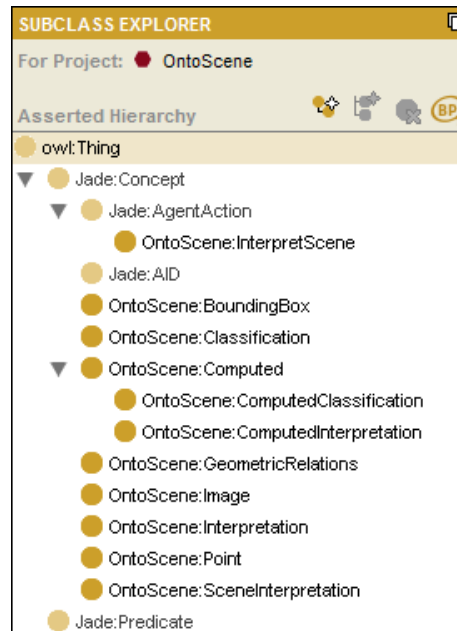 SUBCLASS EXPLORER
For Project: OntoScene
Asserted Hierarchy BP
owl:Thing
Jade:Concept
Jade:AgentAction
OntoScene:InterpretScene
Jade:AID
OntoScene:BoundingBox
OntoScene:Classification
OntoScene:Computed
OntoScene:ComputedClassification
OntoScene:ComputedInterpretation
OntoScene:GeometricRelations
OntoScene:Image
OntoScene:Interpretation
OntoScene:Point
OntoScene:SceneInterpretation
Jade:Predicate